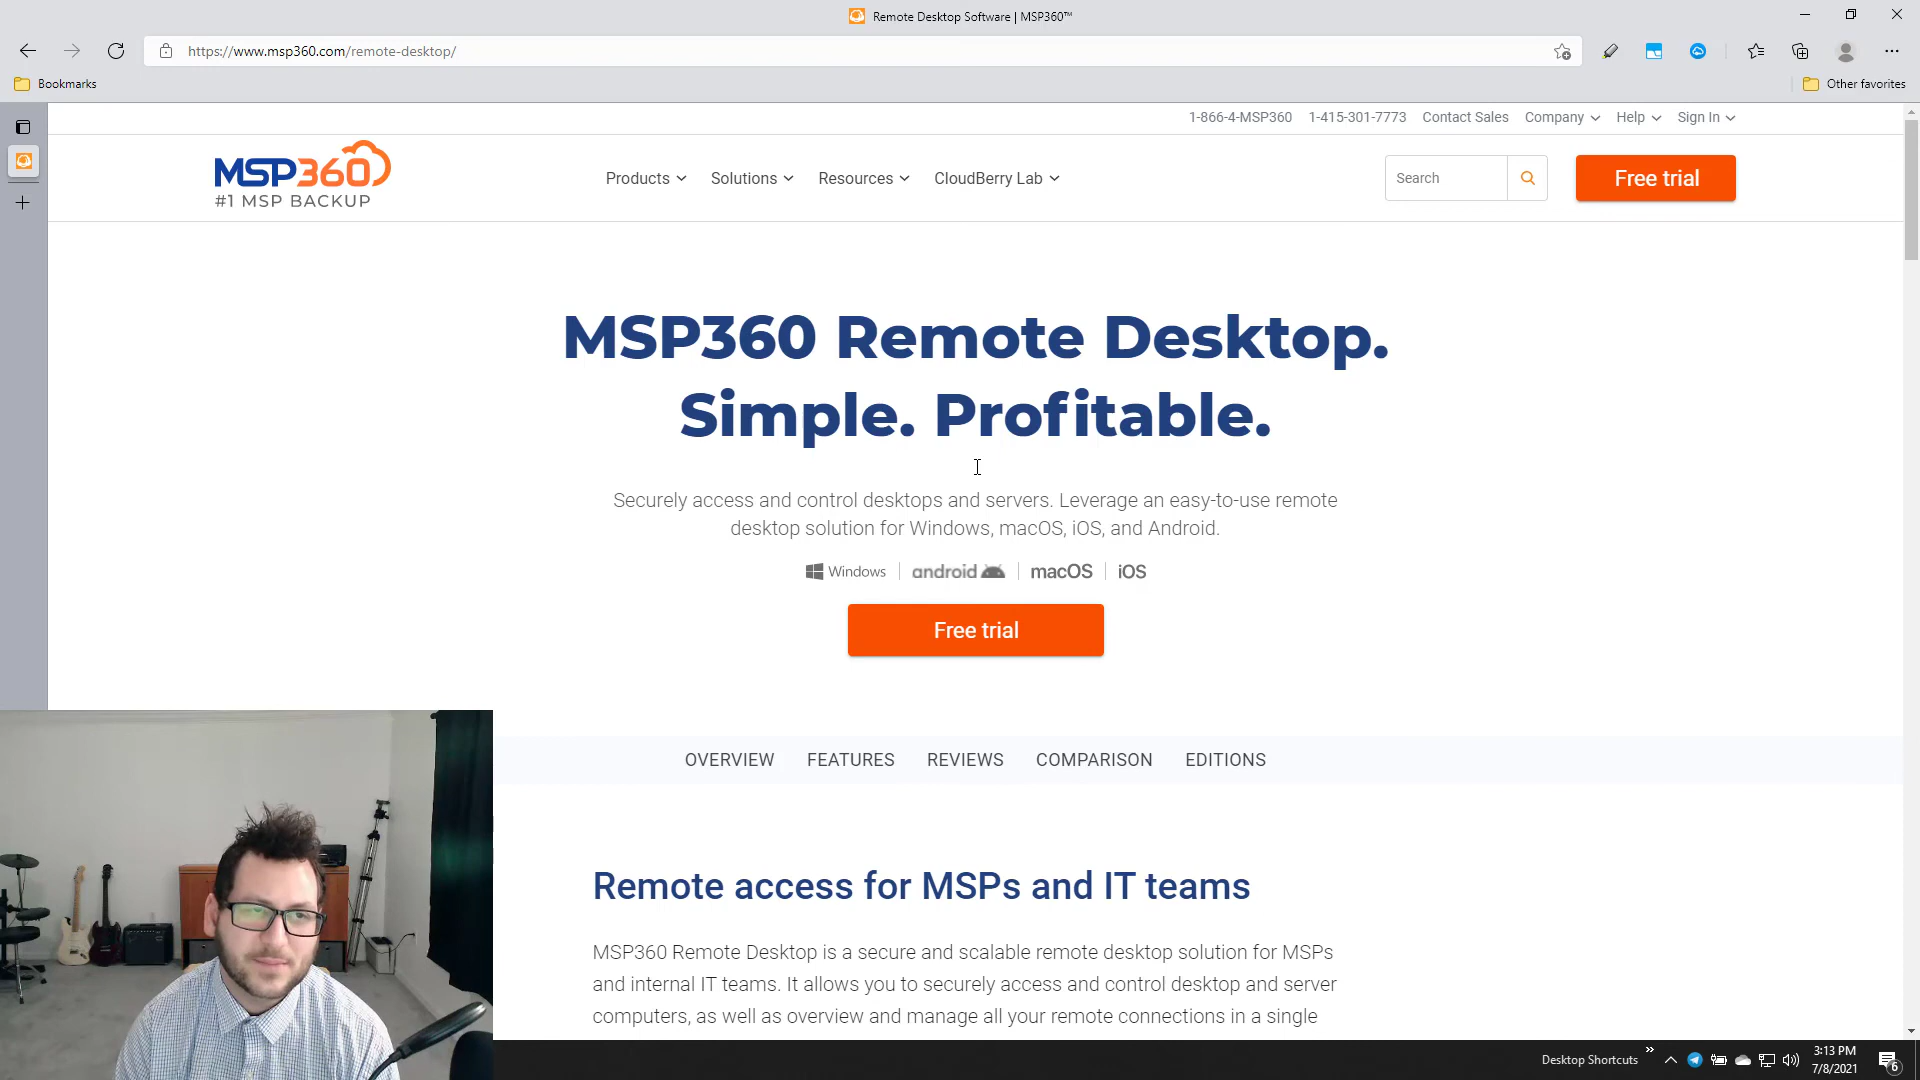 Remote Desktop Software | MSP360™
https://www.msp360.com/remote-desktop/
Bookmarks
Other favorites
1-866-4-MSP360 1-415-301-7773 Contact Sales Company Help Sign In
MSP360
#1 MSP BACKUP
Products Solutions Resources CloudBerry Lab
Search
Free trial
MSP360 Remote Desktop.
Simple. Profitable.
Securely access and control desktops and servers. Leverage an easy-to-use remote
desktop solution for Windows, macOS, iOS, and Android.
Windows android macOS iOS
Free trial
OVERVIEW FEATURES REVIEWS COMPARISON EDITIONS
Remote access for MSPs and IT teams
MSP360 Remote Desktop is a secure and scalable remote desktop solution for MSPs
and internal IT teams. It allows you to securely access and control desktop and server
computers, as well as overview and manage all your remote connections in a single
Desktop Shortcuts
3:13 PM
7/8/2021
6